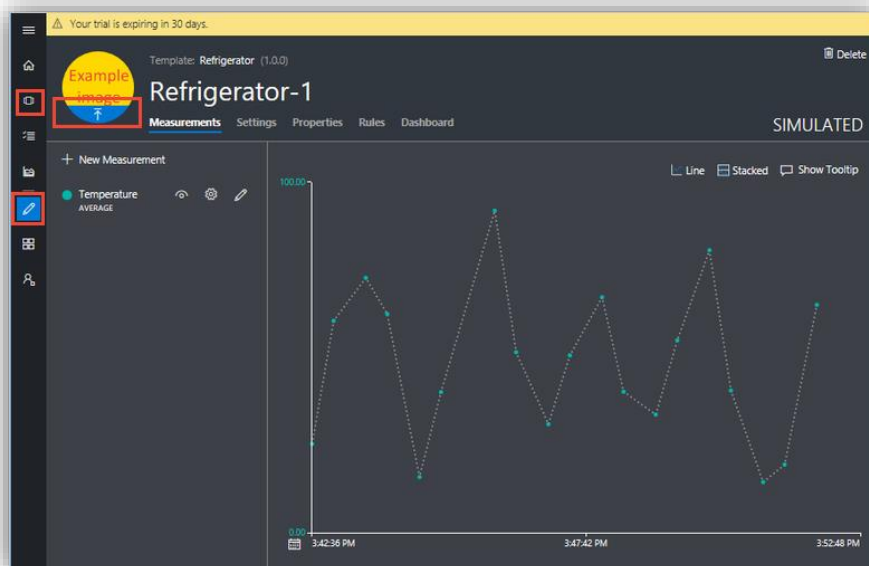 Your trial is expiring in 30 days.
Template: Refrigerator (1.0.0)
Delete
Example
image
Refrigerator-1
Measurements Settings Properties Rules Dashboard
SIMULATED
+ New Measurement
Line Stacked Show Tooltip
Temperature
AVERAGE
100.00
0.00
3:42:36 PM 3:47:42 PM 3:52:48 PM